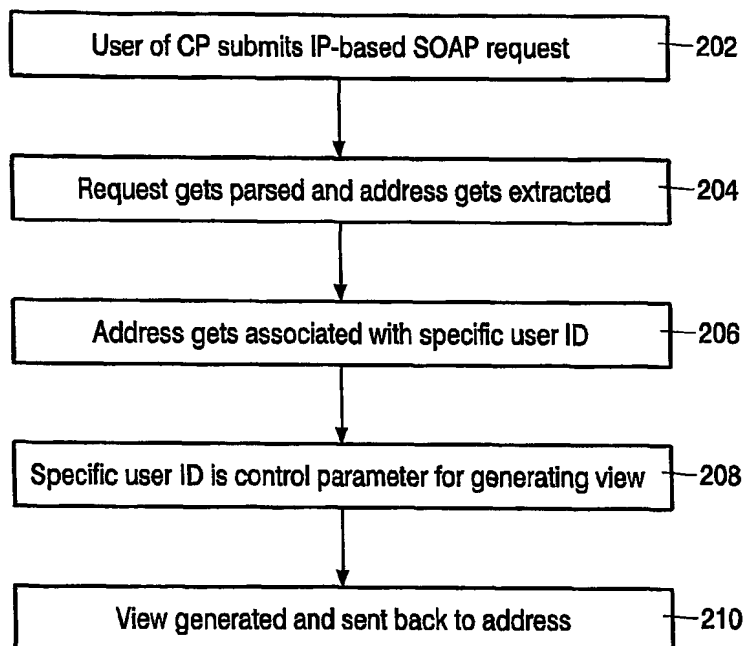 User of CP submits IP-based SOAP request 202
Request gets parsed and address gets extracted 204
Address gets associated with specific user ID 206
Specific user ID is control parameter for generating view 208
View generated and sent back to address 210